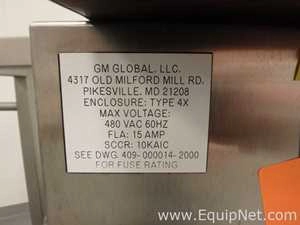 GM GLOBAL, LLC.
4317 OLD MILFORD MILL RD.
PIKESVILLE, MD 21208
ENCLOSURE: TYPE 4X
MAX VOLTAGE:
480 VAC 60HZ
FLA: 15 AMP
SCCR: 10KAIC
SEE DWG. 409-000014-2000
FOR FUSE RATING
www.EquipNet.com